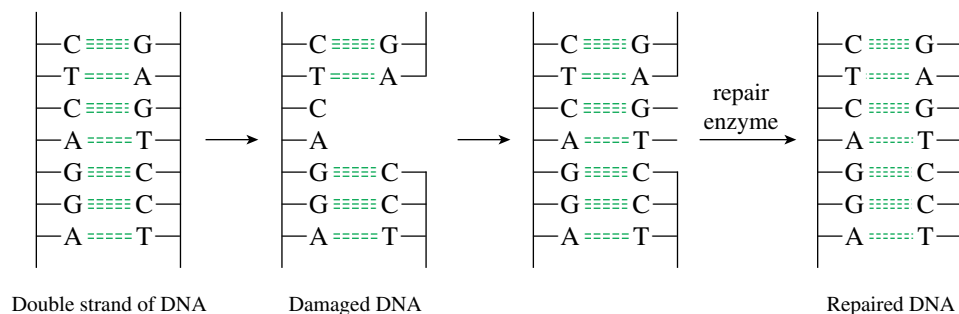 C G C G C G C G
T A T A T A T A
C G C C G C G
A T A A T A T
repair
enzyme
G C G C G C G C
G C G C G C G C
A T A T A T A T
Double strand of DNA Damaged DNA Repaired DNA